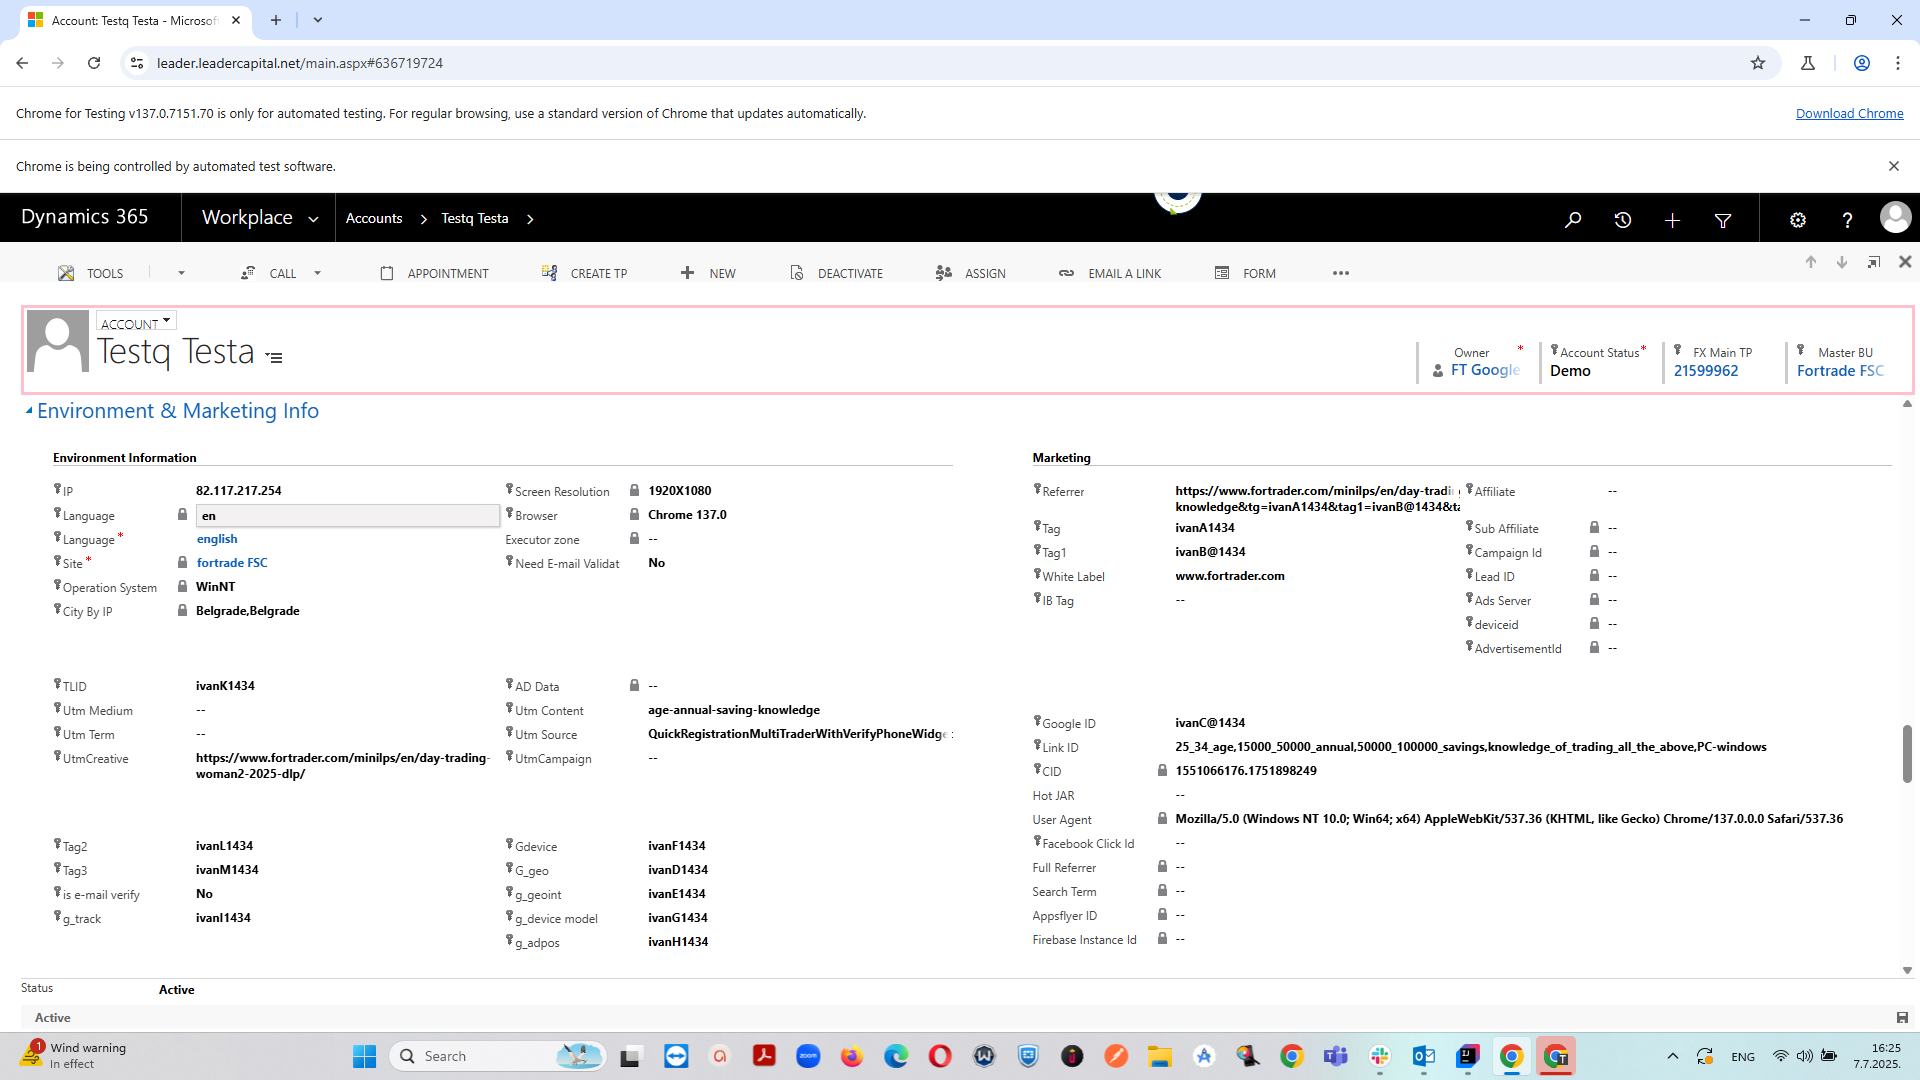 Account: Testq Testa - Microsof
leader.leadercapital.net/main.aspx#636719724
Chrome for Testing v137.0.7151.70 is only for automated testing. For regular browsing, use a standard version of Chrome that updates automatically.
Download Chrome
Chrome is being controlled by automated test software.
Dynamics 365
Workplace
Accounts
Testq Testa
TOOLS
CALL
APPOINTMENT
CREATE TP
NEW
DEACTIVATE
ASSIGN
EMAIL A LINK
FORM
ACCOUNT
Testq Testa
Owner *
FT Google
Account Status *
Demo
FX Main TP
21599962
Master BU
Fortrade FSC
Environment & Marketing Info
Environment Information
IP 82.117.217.254
Language en
Language * english
Site * fortrade FSC
Operation System WinNT
City By IP Belgrade,Belgrade
Screen Resolution 1920X1080
Browser Chrome 137.0
Executor zone --
Need E-mail Validat No
TLID ivanK1434
Utm Medium --
Utm Term --
UtmCreative https://www.fortrader.com/minilps/en/day-trading-
woman2-2025-dlp/
AD Data --
Utm Content age-annual-saving-knowledge
Utm Source QuickRegistrationMultiTraderWithVerifyPhoneWidge
UtmCampaign --
Tag2 ivanL1434
Tag3 ivanM1434
is e-mail verify No
g_track ivanI1434
Gdevice ivanF1434
G_geo ivanD1434
g_geoint ivanE1434
g_device model ivanG1434
g_adpos ivanH1434
Marketing
Referrer https://www.fortrader.com/minilps/en/day-tradi
knowledge&tg=ivanA1434&tag1=ivanB@1434&ta
Tag ivanA1434
Tag1 ivanB@1434
White Label www.fortrader.com
IB Tag --
Affiliate --
Sub Affiliate --
Campaign Id --
Lead ID --
Ads Server --
deviceid --
AdvertisementId --
Google ID ivanC@1434
Link ID 25_34_age,15000_50000_annual,50000_100000_savings,knowledge_of_trading_all_the_above,PC-windows
CID 1551066176.1751898249
Hot JAR --
User Agent Mozilla/5.0 (Windows NT 10.0; Win64; x64) AppleWebKit/537.36 (KHTML, like Gecko) Chrome/137.0.0.0 Safari/537.36
Facebook Click Id --
Full Referrer --
Search Term --
Appsflyer ID --
Firebase Instance Id --
Status Active
Active
1
Wind warning
In effect
Search
zoom
ENG
16:25
7.7.2025.